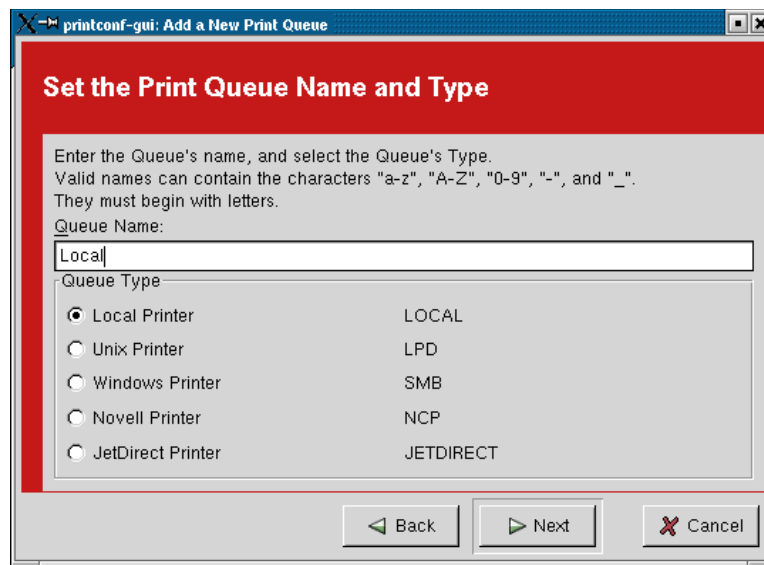 printconf-gui: Add a New Print Queue
Set the Print Queue Name and Type
Enter the Queue's name, and select the Queue's Type.
Valid names can contain the characters "a-z", "A-Z", "0-9", "-", and "_".
They must begin with letters.
Queue Name:
Local
Queue Type
Local Printer LOCAL
Unix Printer LPD
Windows Printer SMB
Novell Printer NCP
JetDirect Printer JETDIRECT
Back Next Cancel